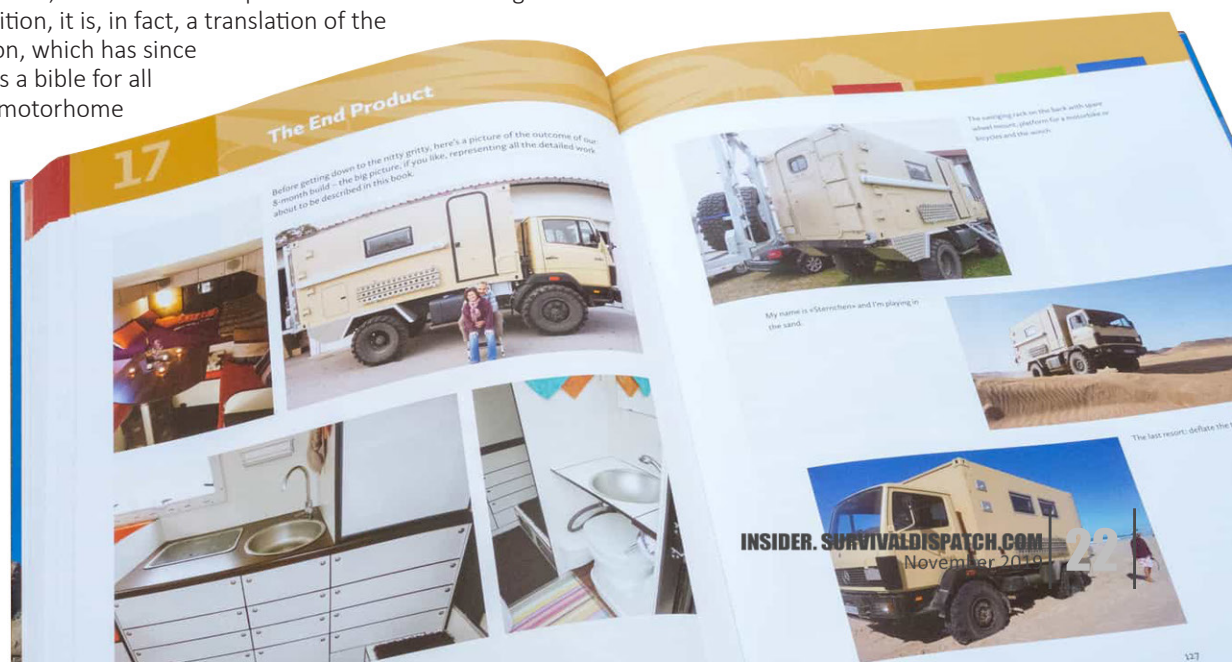 ition, it is, in fact, a translation of the
on, which has since
s a bible for all
motorhome
17
The End Product
Before getting down to the nitty gritty, here's a picture of the outcome of our
8-month build – the big picture, if you like, representing all the detailed work
about to be described in this book.
The swinging rack on the back with spare
wheel mount, platform for a motorbike or
bicycles and the winch
My name is «Sternchen» and I'm playing in
the sand.
The last resort: deflate the
INSIDER. SURVIVALDISPATCH.COM
November 2019
22
127